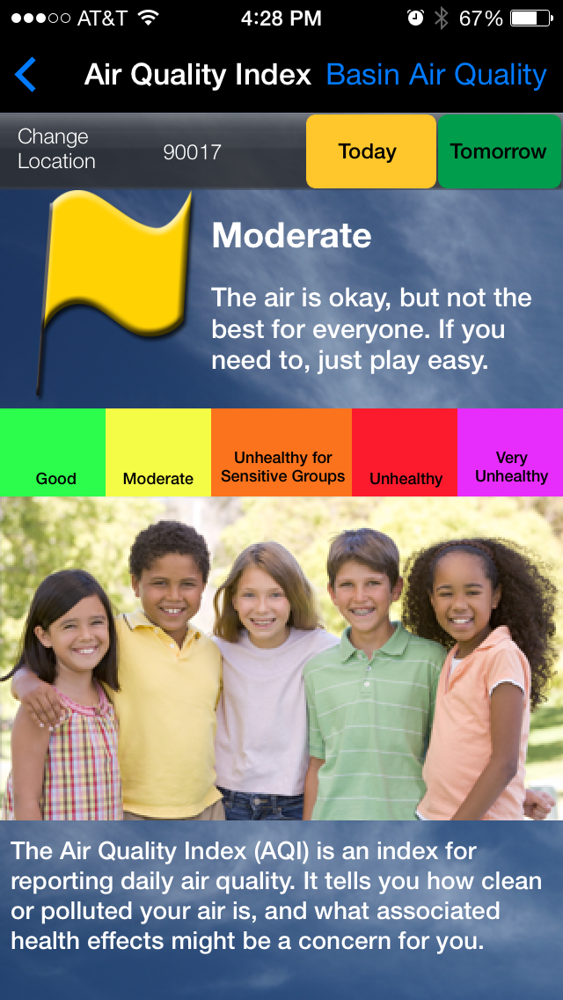 AT&T 4:28 PM 67%
Air Quality Index Basin Air Quality
Change
Location
90017
Today
Tomorrow
Moderate
The air is okay, but not the
best for everyone. If you
need to, just play easy.
Good
Moderate
Unhealthy for
Sensitive Groups
Unhealthy
Very
Unhealthy
The Air Quality Index (AQI) is an index for
reporting daily air quality. It tells you how clean
or polluted your air is, and what associated
health effects might be a concern for you.